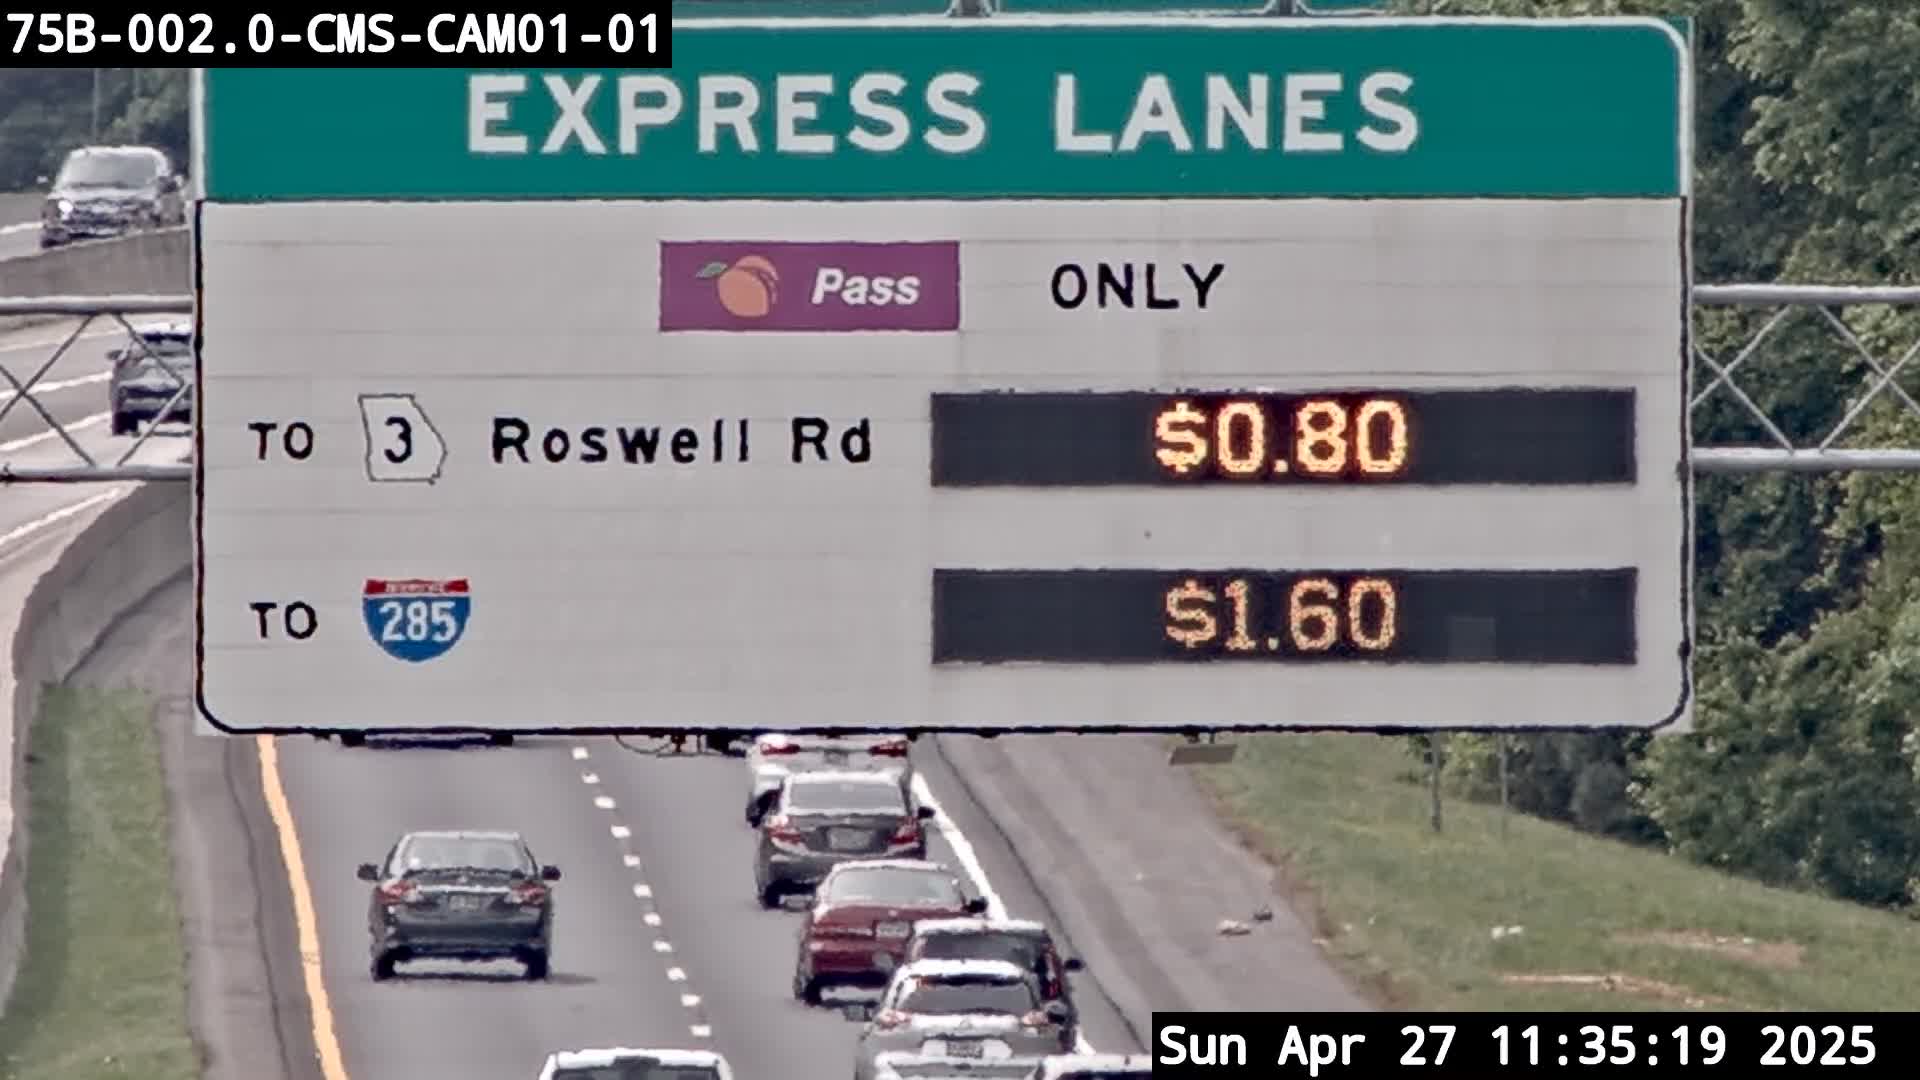 75B-002.0-CMS-CAM01-01
EXPRESS LANES
Pass ONLY
TO 3 Roswell Rd $0.80
TO 285 $1.60
Sun Apr 27 11:35:19 2025